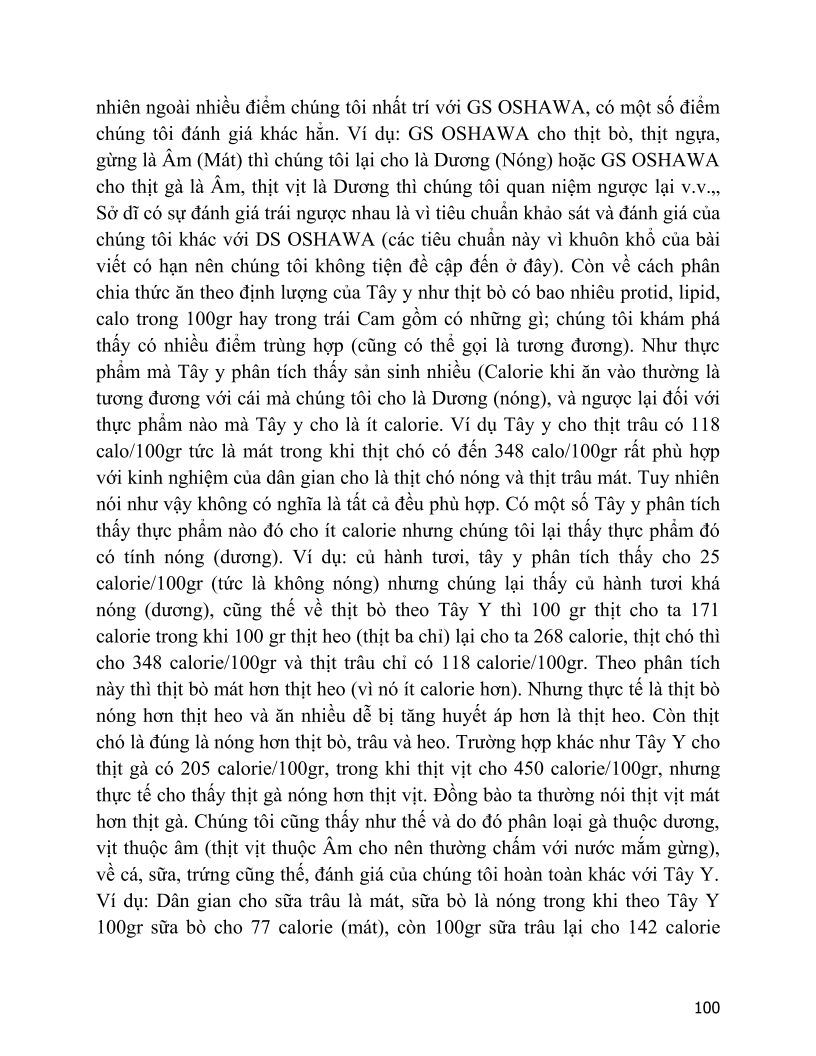 nhiên ngoài nhiều điểm chúng tôi nhất trí với GS OSHAWA, có một số điểm
chúng tôi đánh giá khác hẳn. Ví dụ: GS OSHAWA cho thịt bò, thịt ngựa,
gừng là Âm (Mát) thì chúng tôi lại cho là Dương (Nóng) hoặc GS OSHAWA
cho thịt gà là Âm, thịt vịt là Dương thì chúng tôi quan niệm ngược lại v.v.,,
Sở dĩ có sự đánh giá trái ngược nhau là vì tiêu chuẩn khảo sát và đánh giá của
chúng tôi khác với DS OSHAWA (các tiêu chuẩn này vì khuôn khổ của bài
viết có hạn nên chúng tôi không tiện đề cập đến ở đây). Còn về cách phân
chia thức ăn theo định lượng của Tây y như thịt bò có bao nhiêu protid, lipid,
calo trong 100gr hay trong trái Cam gồm có những gì; chúng tôi khám phá
thấy có nhiều điểm trùng hợp (cũng có thể gọi là tương đương). Như thực
phẩm mà Tây y phân tích thấy sản sinh nhiều (Calorie khi ăn vào thường là
tương đương với cái mà chúng tôi cho là Dương (nóng), và ngược lại đối với
thực phẩm nào mà Tây y cho là ít calorie. Ví dụ Tây y cho thịt trâu có 118
calo/100gr tức là mát trong khi thịt chó có đến 348 calo/100gr rất phù hợp
với kinh nghiệm của dân gian cho là thịt chó nóng và thịt trâu mát. Tuy nhiên
nói như vậy không có nghĩa là tất cả đều phù hợp. Có một số Tây y phân tích
thấy thực phẩm nào đó cho ít calorie nhưng chúng tôi lại thấy thực phẩm đó
có tính nóng (dương). Ví dụ: củ hành tươi, tây y phân tích thấy cho 25
calorie/100gr (tức là không nóng) nhưng chúng lại thấy củ hành tươi khá
nóng (dương), cũng thế về thịt bò theo Tây Y thì 100 gr thịt cho ta 171
calorie trong khi 100 gr thịt heo (thịt ba chỉ) lại cho ta 268 calorie, thịt chó thì
cho 348 calorie/100gr và thịt trâu chỉ có 118 calorie/100gr. Theo phân tích
này thì thịt bò mát hơn thịt heo (vì nó ít calorie hơn). Nhưng thực tế là thịt bò
nóng hơn thịt heo và ăn nhiều dễ bị tăng huyết áp hơn là thịt heo. Còn thịt
chó là đúng là nóng hơn thịt bò, trâu và heo. Trường hợp khác như Tây Y cho
thịt gà có 205 calorie/100gr, trong khi thịt vịt cho 450 calorie/100gr, nhưng
thực tế cho thấy thịt gà nóng hơn thịt vịt. Đồng bào ta thường nói thịt vịt mát
hơn thịt gà. Chúng tôi cũng thấy như thế và do đó phân loại gà thuộc dương,
vịt thuộc âm (thịt vịt thuộc Âm cho nên thường chấm với nước mắm gừng),
về cá, sữa, trứng cũng thế, đánh giá của chúng tôi hoàn toàn khác với Tây Y.
Ví dụ: Dân gian cho sữa trâu là mát, sữa bò là nóng trong khi theo Tây Y
100gr sữa bò cho 77 calorie (mát), còn 100gr sữa trâu lại cho 142 calorie
100